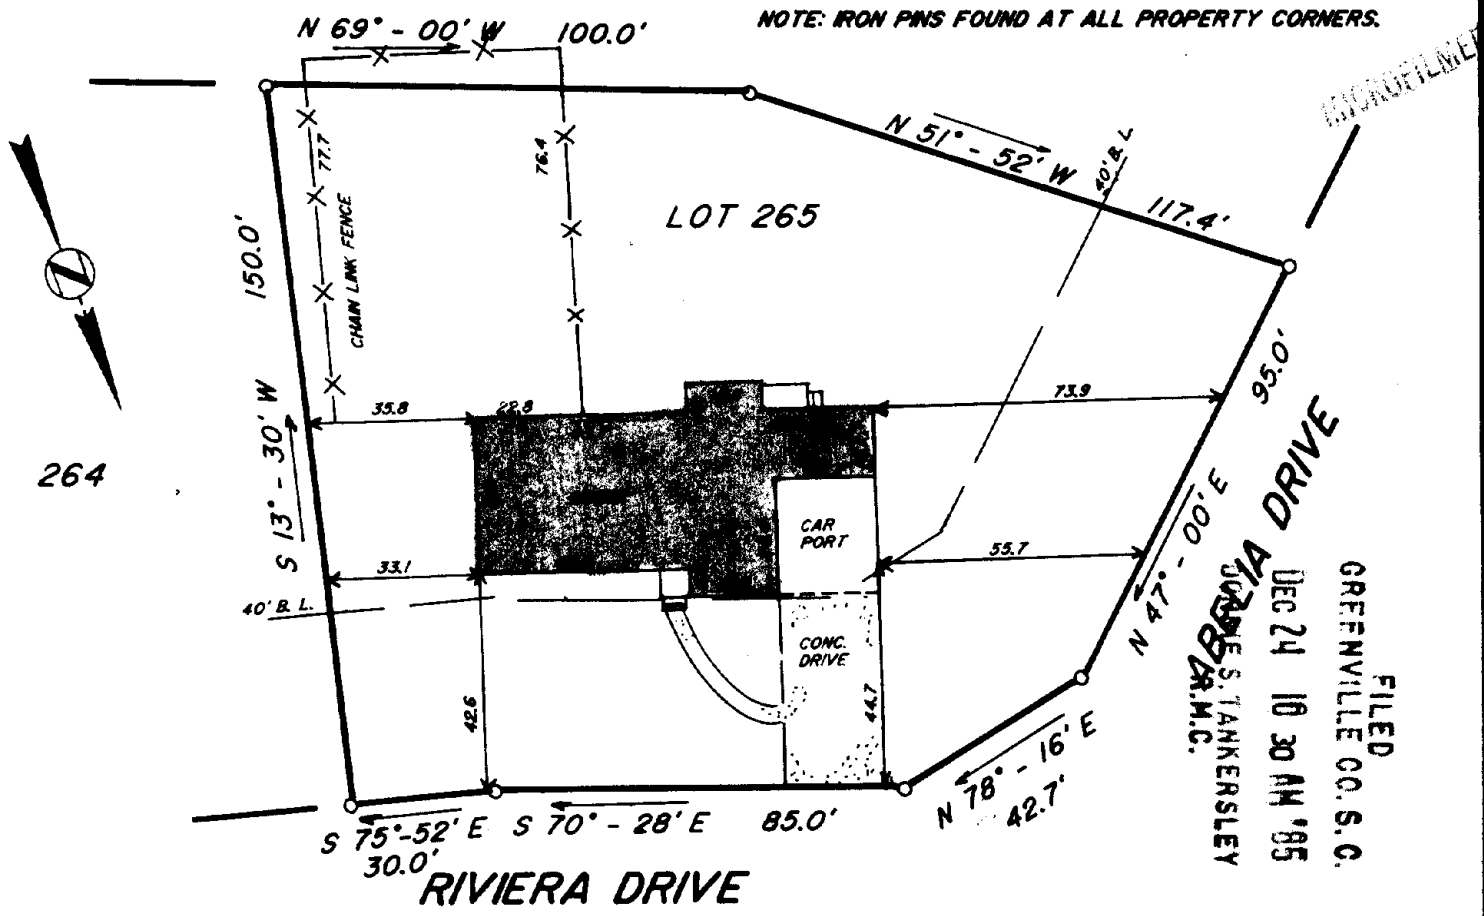 NOTE: IRON PINS FOUND AT ALL PROPERTY CORNERS.
N 69° - 00' W 100.0'
MICROFILMED
N 51° - 52' W
117.4'
40' B. L.
77.7
76.4
CHAIN LINK FENCE
LOT 265
150.0'
S 13° - 30' W
264
35.8
22.8
73.9
95.0'
N 47° - 00' E
ABELIA DRIVE
CAR
PORT
33.1
55.7
40' B. L.
CONC.
DRIVE
42.6
44.7
S 75°-52' E
30.0'
S 70° - 28' E
85.0'
N 78° - 16' E
42.7'
RIVIERA DRIVE
FILED
GREENVILLE CO. S. C.
DEC 24 10 30 AM '85
S. TANKERSLEY
R.M.C.